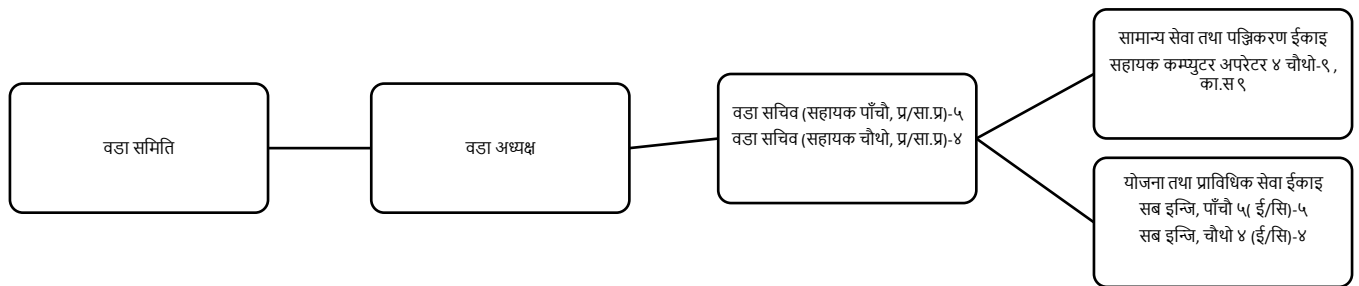 वडा समिति
वडा अध्यक्ष
वडा सचिव (सहायक पाँचौ, प्र/सा.प्र)-५
वडा सचिव (सहायक चौथो, प्र/सा.प्र)-४
सामान्य सेवा तथा पञ्जिकरण ईकाइ
सहायक कम्प्युटर अपरेटर ४ चौथो-९ ,
का.स ९
योजना तथा प्राविधिक सेवा ईकाइ
सब इन्जि, पाँचौ ५( ई/सि)-५
सब इन्जि, चौथो ४ (ई/सि)-४